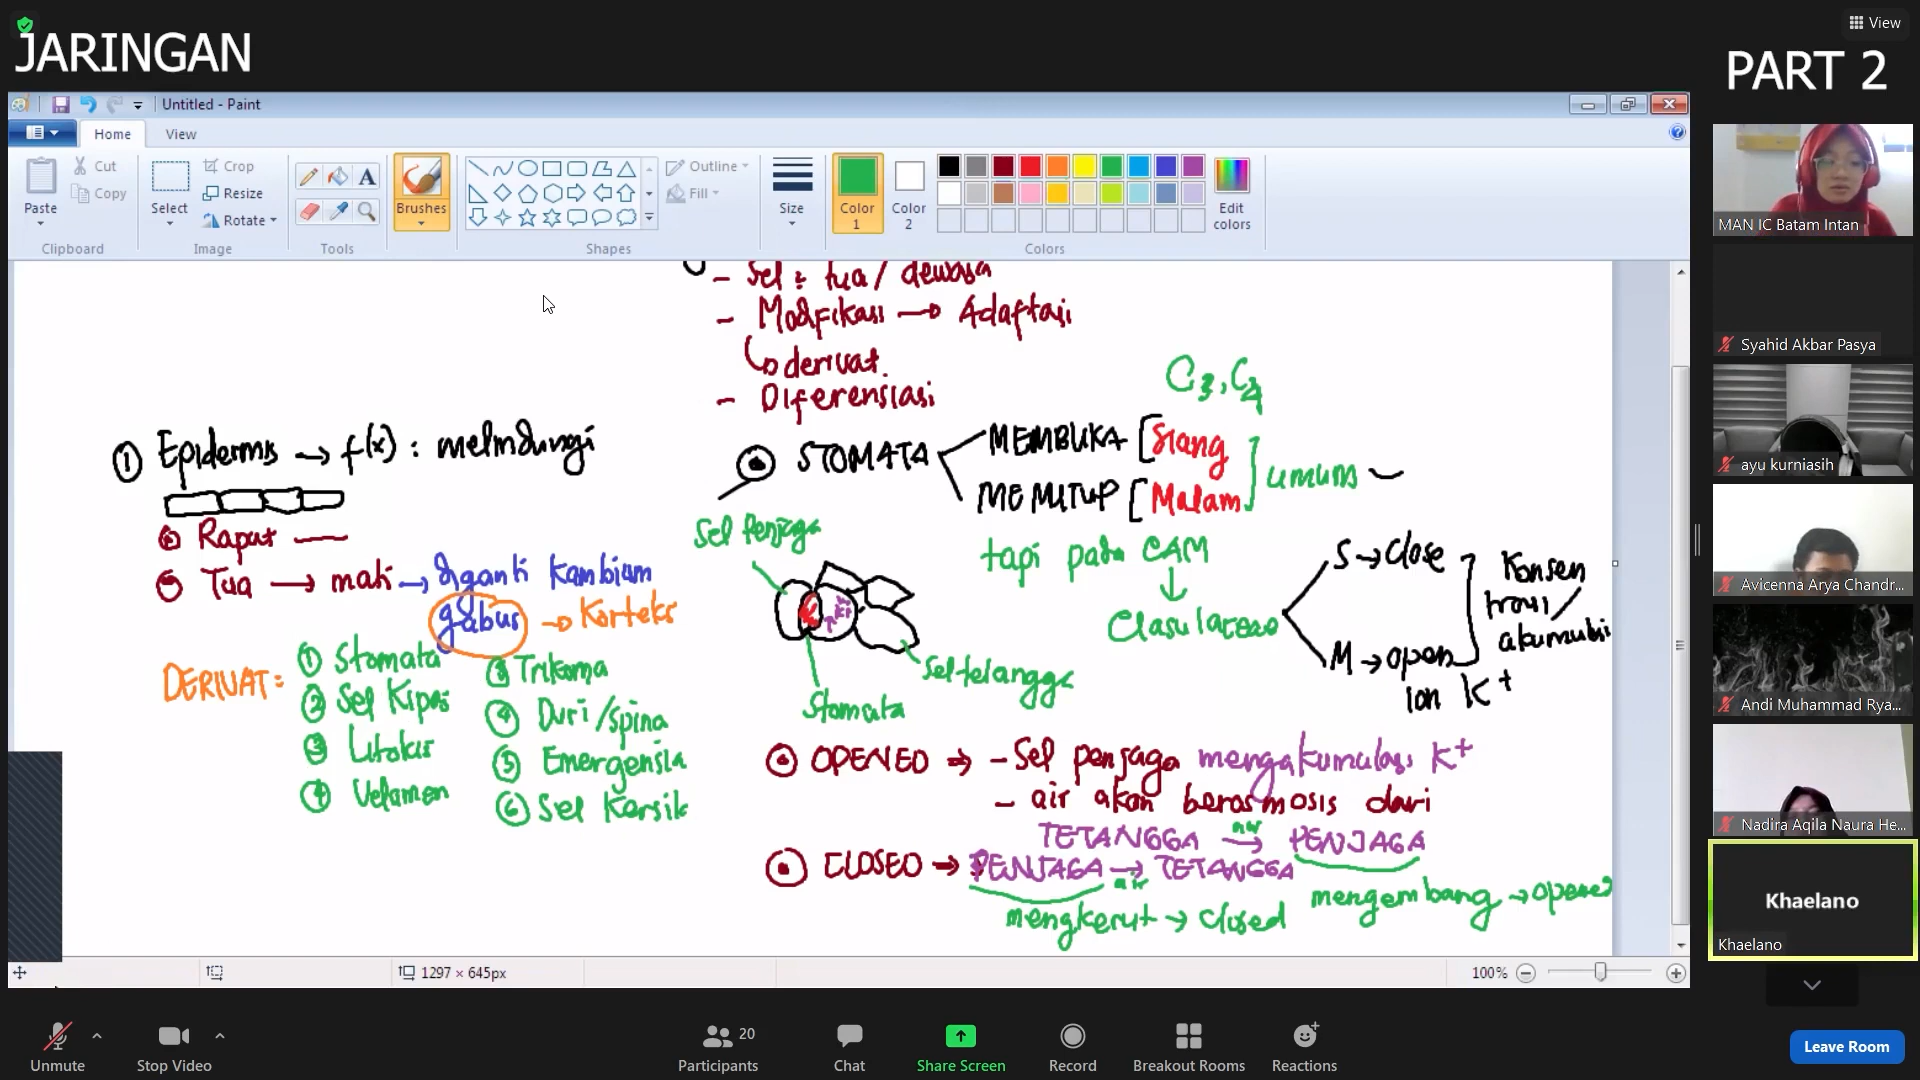 JARINGAN
View
PART 2
Untitled - Paint
Home
View
Paste
Cut
Copy
Clipboard
Select
Crop
Resize
Rotate
Image
Tools
Brushes
Shapes
Outline
Fill
Size
Color 1
Color 2
Colors
Edit colors
- Sel : tua / dewasa
- Modifikasi → Adaptasi
derivat.
- Diferensiasi
① Epidermis → f(x) : melindungi
Rapat
Tua → mati → diganti kambium
gabus → Korteks
DERIVAT:
① Stomata
② Sel Kipas
③ Litokis
④ Velamen
③ Trikoma
④ Duri/spina
⑤ Emergensia
⑥ Sel Kersik
STOMATA
MEMBUKA [Siang
MENUTUP [Malam
umum
C3, C4
tapi pada CAM
↓
S → close
M → open
Konsen
trasi/
akumulasi
ion K+
Sel Penjaga
Sel tetangga
Stomata
OPENED ⇒ - Sel penjaga mengakumulasi K+
- air akan berosmosis dari
TETANGGA air → PENJAGA
mengembang → opened
CLOSED ⇒ PENJAGA → TETANGGA
air
mengkerut → closed
1297 × 645px
100%
MAN IC Batam Intan
Syahid Akbar Pasya
ayu kurniasih
Avicenna Arya Chandr...
Andi Muhammad Rya...
Nadira Aqila Naura He...
Khaelano
Khaelano
Unmute
Stop Video
Participants
20
Chat
Share Screen
Record
Breakout Rooms
Reactions
Leave Room